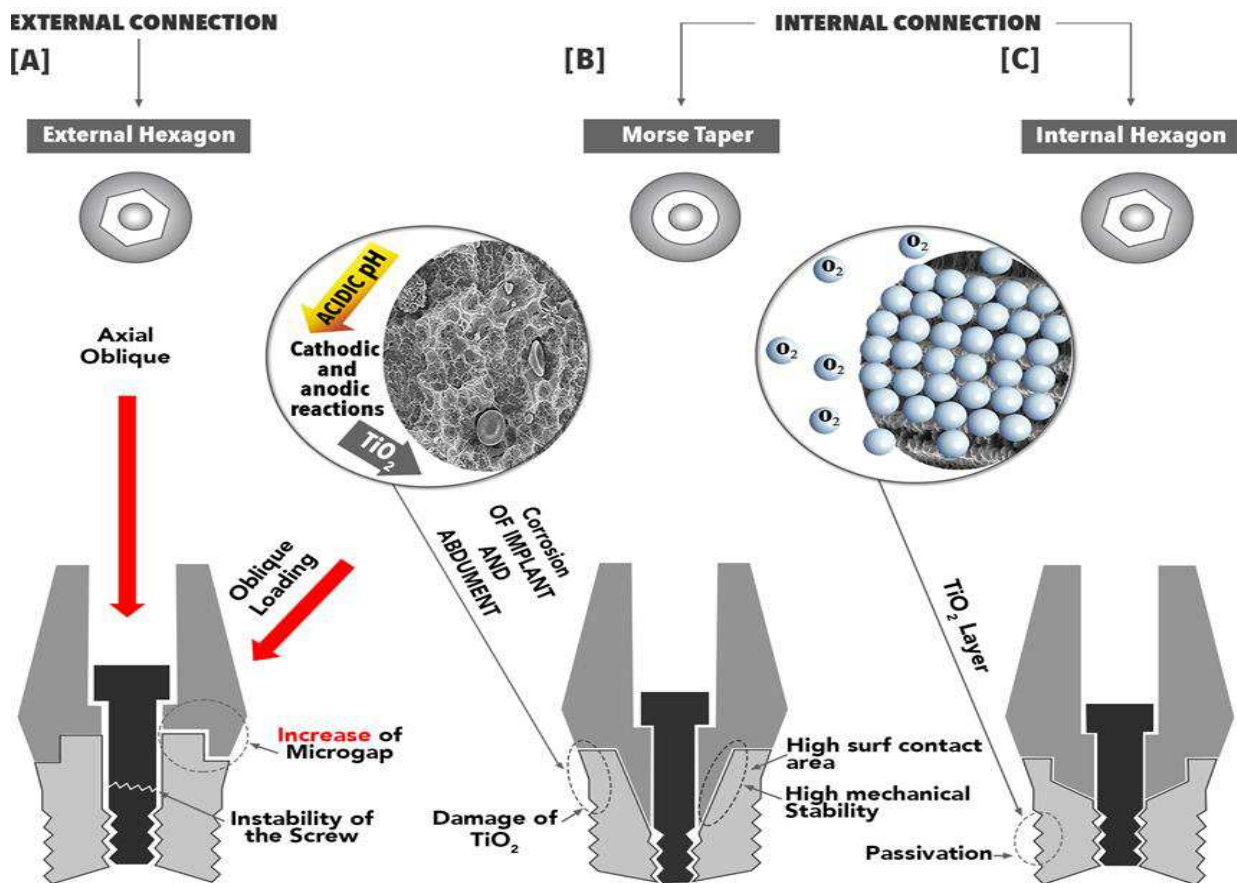 EXTERNAL CONNECTION
INTERNAL CONNECTION
[A]
[B]
[C]
External Hexagon
Morse Taper
Internal Hexagon
Axial
Oblique
ACIDIC pH
Cathodic
and
anodic
reactions
TiO₂
O₂
O₂
O₂
O₂
O₂
Oblique
Loading
Corrosion
OF IMPLANT
AND
ABDUMENT
TiO₂ Layer
Increase of
Microgap
Instability of
the Screw
Damage of
TiO₂
High surf contact
area
High mechanical
Stability
Passivation